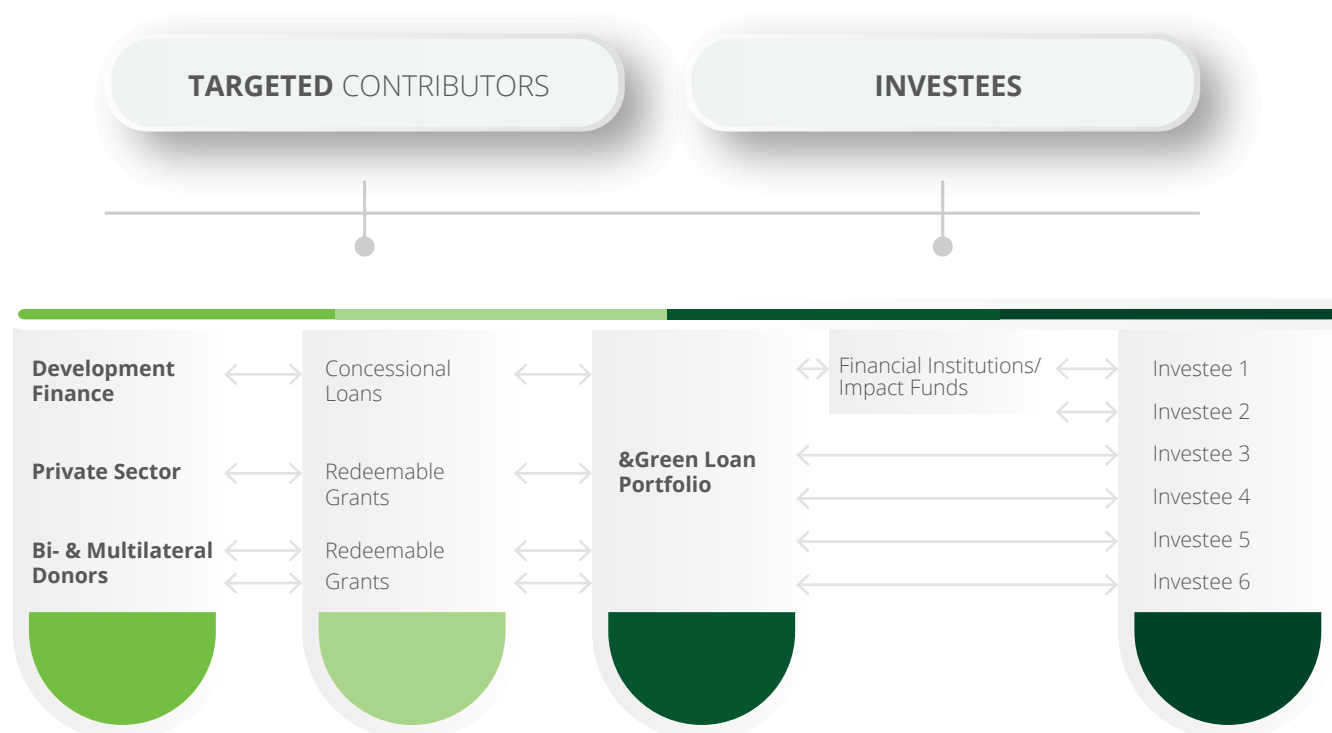 TARGETED CONTRIBUTORS
INVESTEES
Development
Finance
Private Sector
Bi- & Multilateral
Donors
Concessional
Loans
Redeemable
Grants
Redeemable
Grants
&Green Loan
Portfolio
Financial Institutions/
Impact Funds
Investee 1
Investee 2
Investee 3
Investee 4
Investee 5
Investee 6